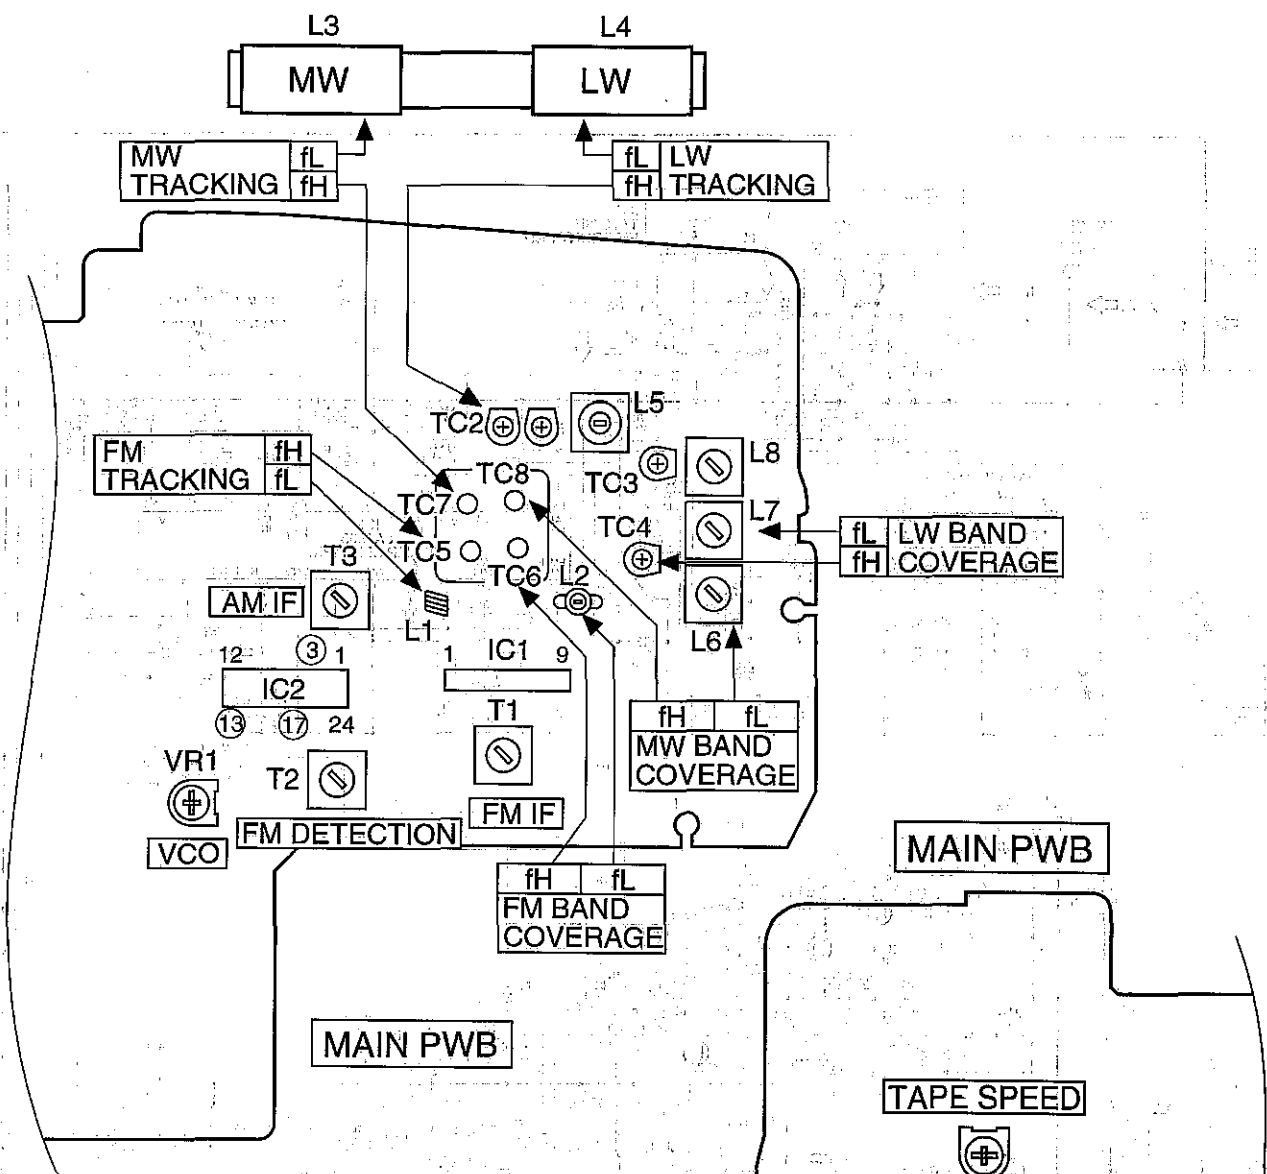 L3 L4
MW LW
MW
TRACKING
fL
fH
fL
fH
LW
TRACKING
TC2
L5
FM
TRACKING
fH
fL
TC8
TC3
L8
TC7
L7
TC4
fL
fH
LW BAND
COVERAGE
TC5
T3
TC6
L2
AM IF
L1
L6
12 3 1
IC2
13 17 24
1 IC1 9
T1
fH fL
MW BAND
COVERAGE
VR1
T2
FM IF
VCO
FM DETECTION
MAIN PWB
fH fL
FM BAND
COVERAGE
MAIN PWB
TAPE SPEED